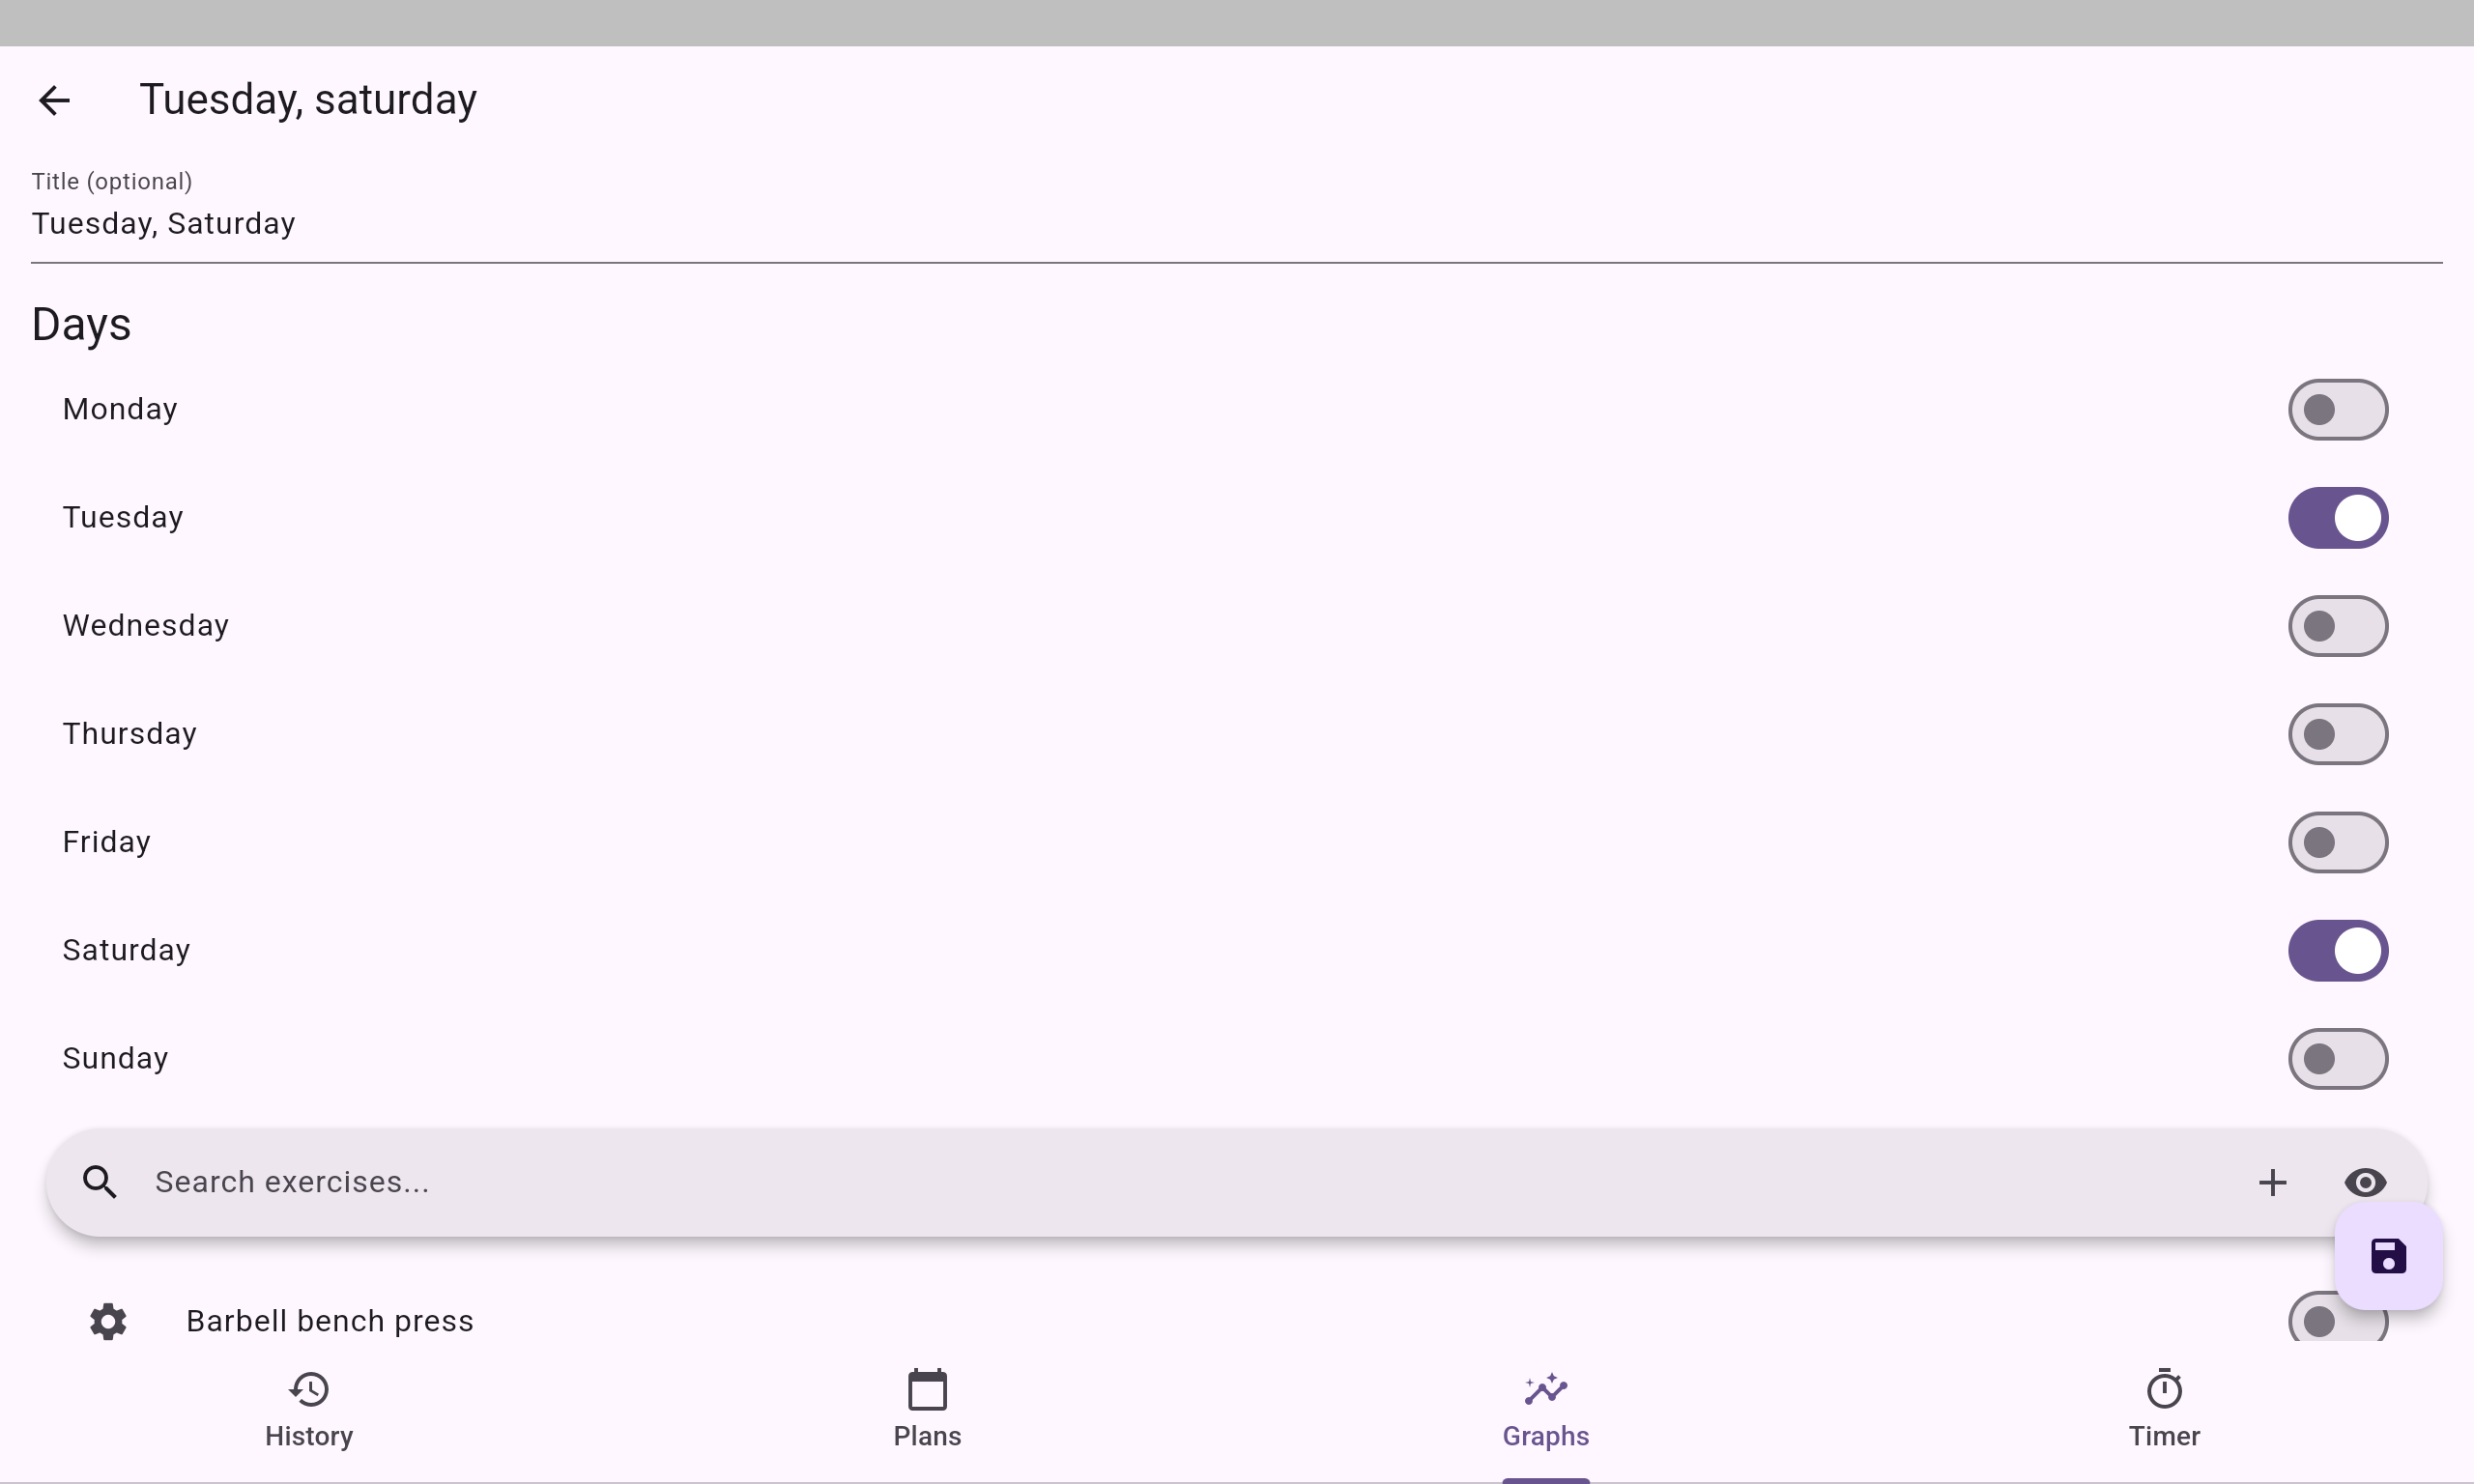 Tuesday, saturday
Title (optional)
Tuesday, Saturday
Days
Monday
Tuesday
Wednesday
Thursday
Friday
Saturday
Sunday
Search exercises...
Barbell bench press
History
Plans
Graphs
Timer